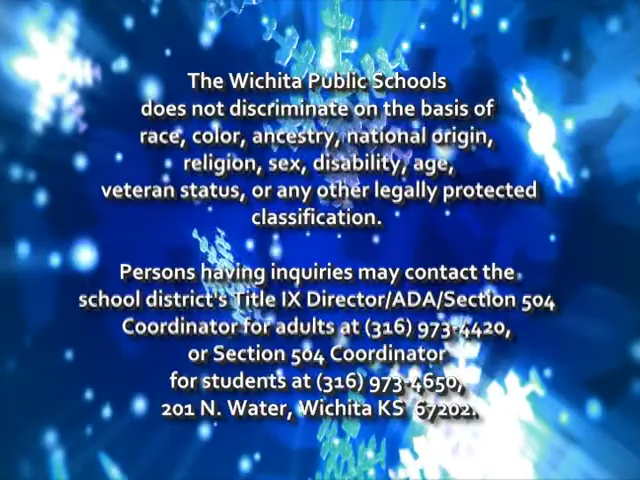 The Wichita Public Schools
does not discriminate on the basis of
race, color, ancestry, national origin,
religion, sex, disability, age,
veteran status, or any other legally protected
classification.
Persons having inquiries may contact the
school district's Title IX Director/ADA/Section 504
Coordinator for adults at (316) 973-4420,
or Section 504 Coordinator
for students at (316) 973-4650,
201 N. Water, Wichita KS 67202.